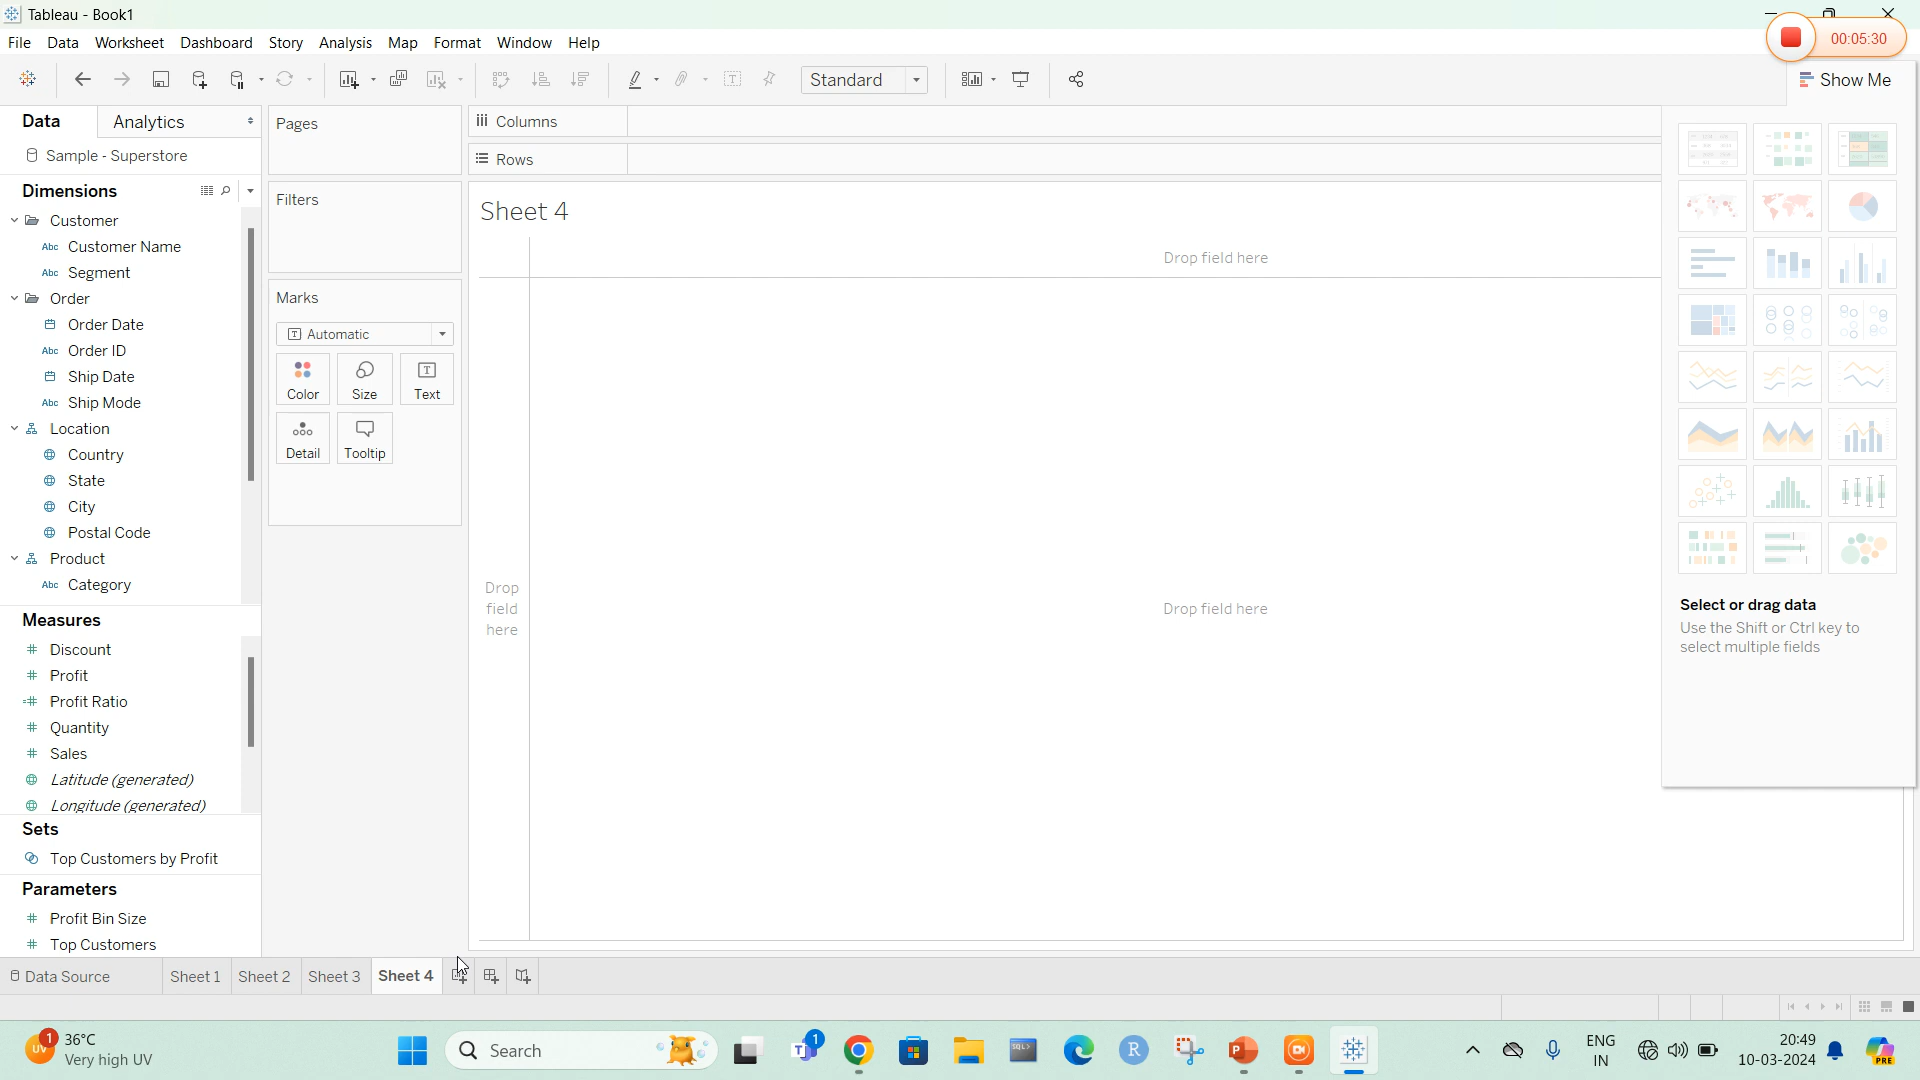 Tableau - Book1
00:05:30
File Data Worksheet Dashboard Story Analysis Map Format Window Help
Standard
Show Me
Data
Analytics
Sample - Superstore
Dimensions
Customer
Customer Name
Segment
Order
Order Date
Order ID
Ship Date
Ship Mode
Location
Country
State
City
Postal Code
Product
Category
Measures
Discount
Profit
Profit Ratio
Quantity
Sales
Latitude (generated)
Longitude (generated)
Sets
Top Customers by Profit
Parameters
Profit Bin Size
Top Customers
Pages
Filters
Marks
Automatic
Color Size Text
Detail Tooltip
Columns
Rows
Sheet 4
Drop field here
Drop
field
here
Drop field here
Select or drag data
Use the Shift or Ctrl key to
select multiple fields
Data Source Sheet 1 Sheet 2 Sheet 3 Sheet 4
1
UV
36°C
Very high UV
Search
1
SQL>
R
ENG
IN
20:49
10-03-2024
PRE